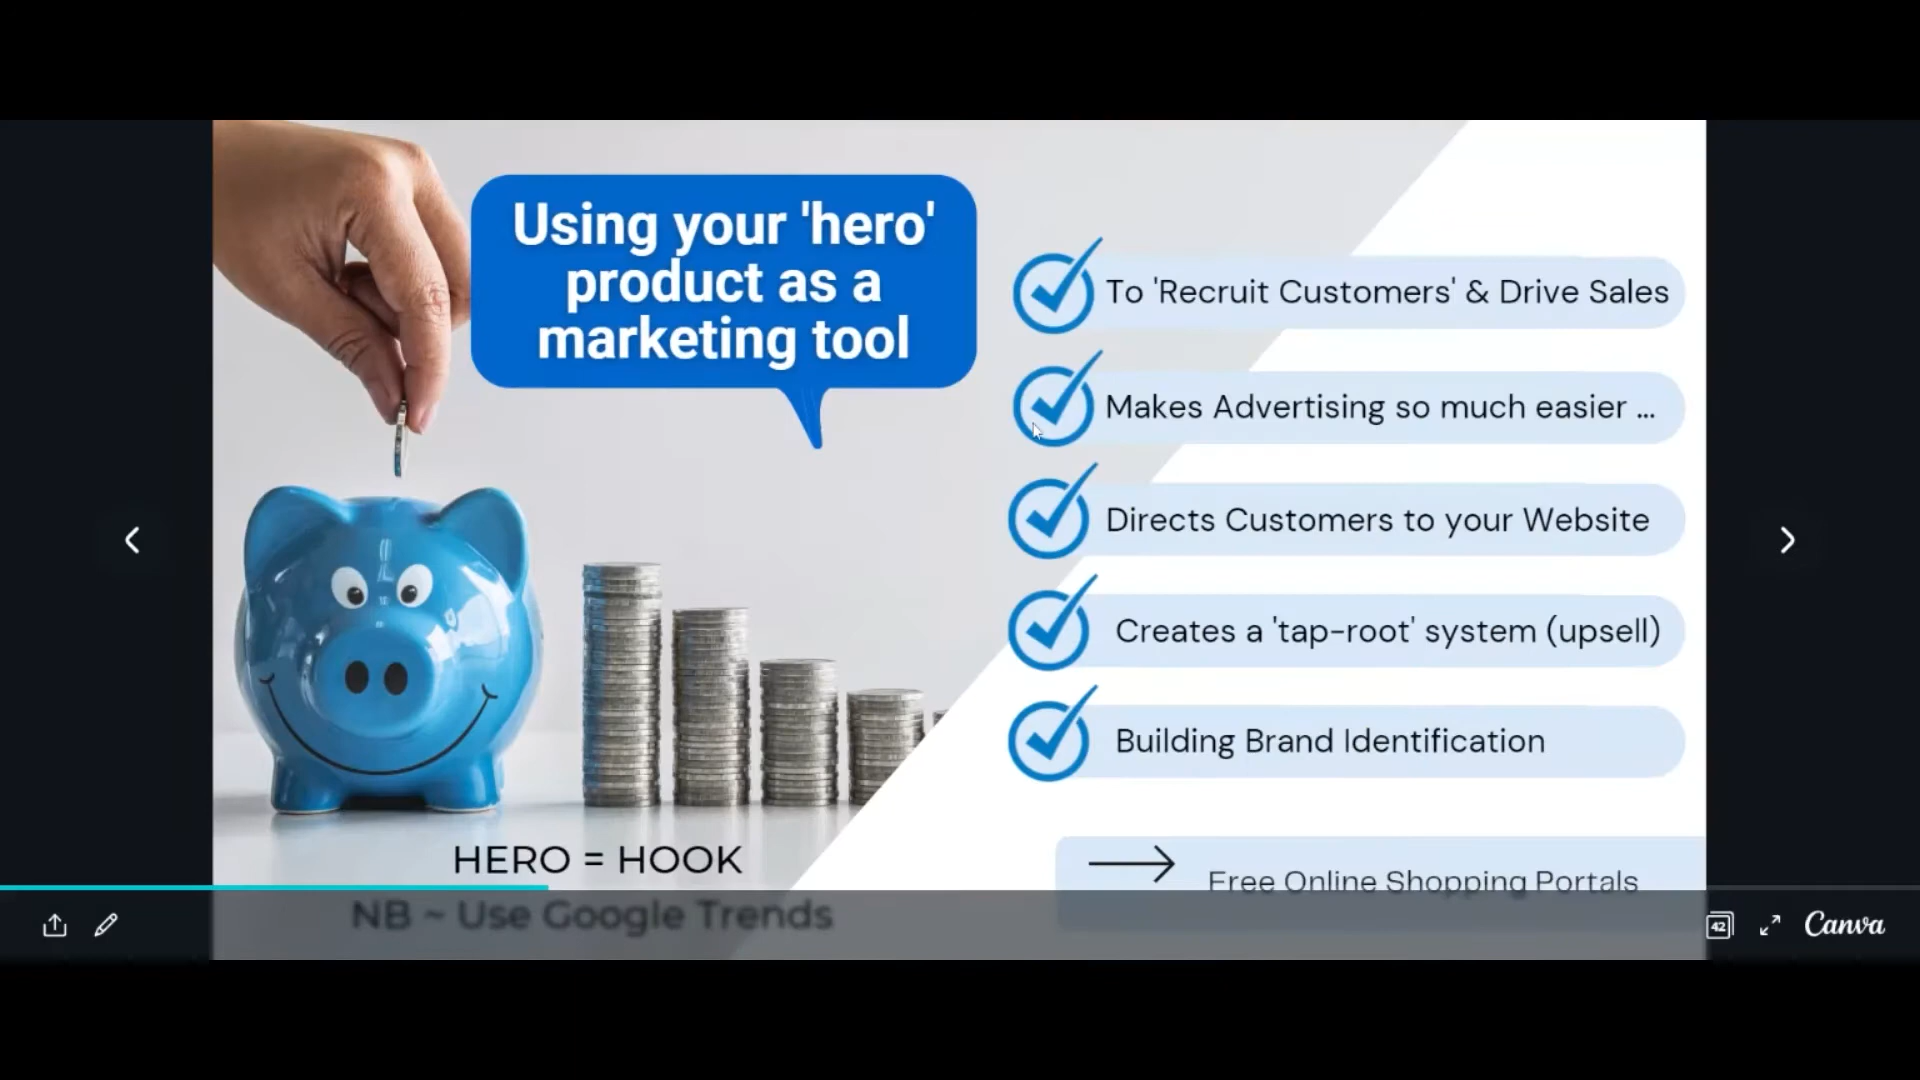 Using your 'hero'
product as a
marketing tool
To 'Recruit Customers' & Drive Sales
Makes Advertising so much easier ...
Directs Customers to your Website
Creates a 'tap-root' system (upsell)
Building Brand Identification
HERO = HOOK
NB ~ Use Google Trends
Free Online Shopping Portals
42
Canva